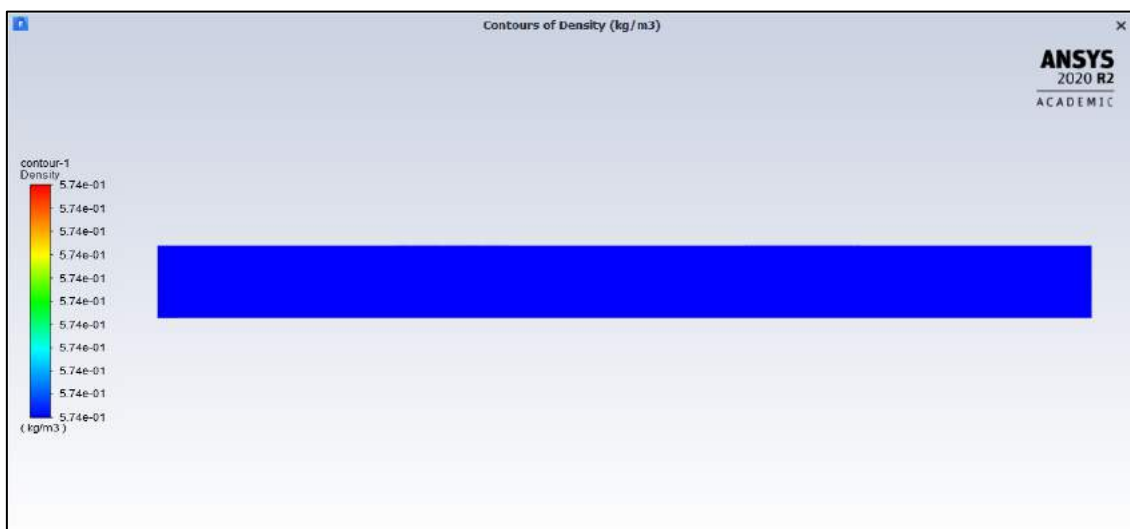 Contours of Density (kg/m3)
ANSYS
2020 R2
ACADEMIC
contour-1
Density
5.74e-01
5.74e-01
5.74e-01
5.74e-01
5.74e-01
5.74e-01
5.74e-01
5.74e-01
5.74e-01
5.74e-01
5.74e-01
( kg/m3 )